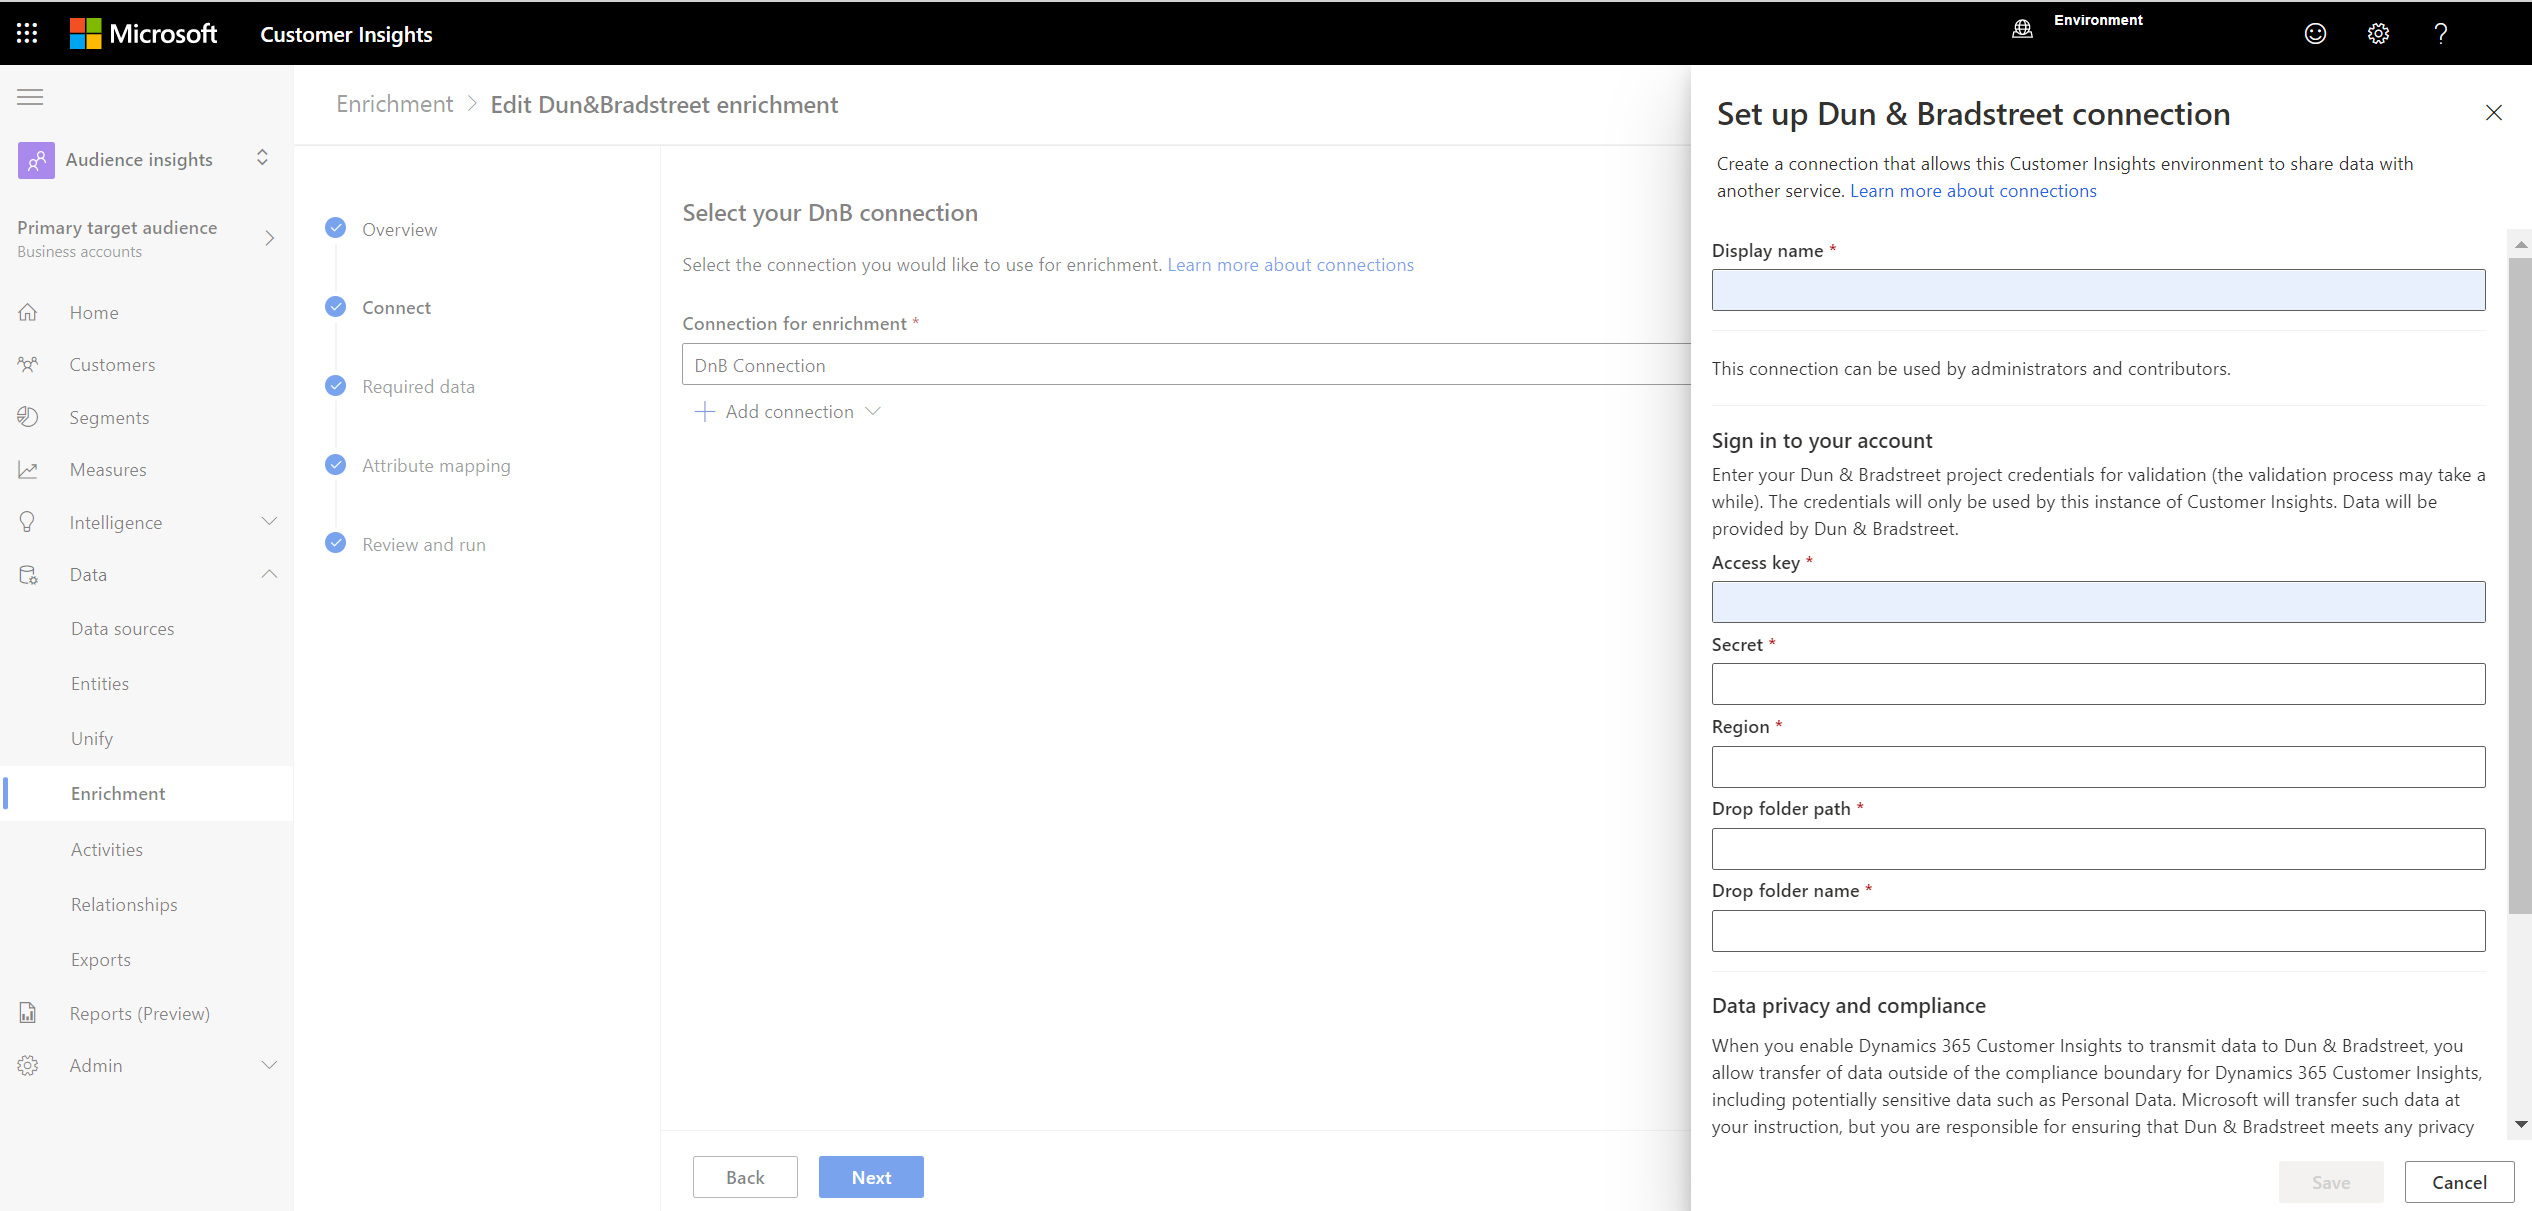 Microsoft Customer Insights
Environment
?
Audience insights
Primary target audience
Business accounts
Home
Customers
Segments
Measures
Intelligence
Data
Data sources
Entities
Unify
Enrichment
Activities
Relationships
Exports
Reports (Preview)
Admin
Enrichment > Edit Dun&Bradstreet enrichment
Overview
Connect
Required data
Attribute mapping
Review and run
Select your DnB connection
Select the connection you would like to use for enrichment. Learn more about connections
Connection for enrichment *
DnB Connection
Add connection
Back
Next
Set up Dun & Bradstreet connection
Create a connection that allows this Customer Insights environment to share data with
another service. Learn more about connections
Display name *
This connection can be used by administrators and contributors.
Sign in to your account
Enter your Dun & Bradstreet project credentials for validation (the validation process may take a
while). The credentials will only be used by this instance of Customer Insights. Data will be
provided by Dun & Bradstreet.
Access key *
Secret *
Region *
Drop folder path *
Drop folder name *
Data privacy and compliance
When you enable Dynamics 365 Customer Insights to transmit data to Dun & Bradstreet, you
allow transfer of data outside of the compliance boundary for Dynamics 365 Customer Insights,
including potentially sensitive data such as Personal Data. Microsoft will transfer such data at
your instruction, but you are responsible for ensuring that Dun & Bradstreet meets any privacy
Save
Cancel